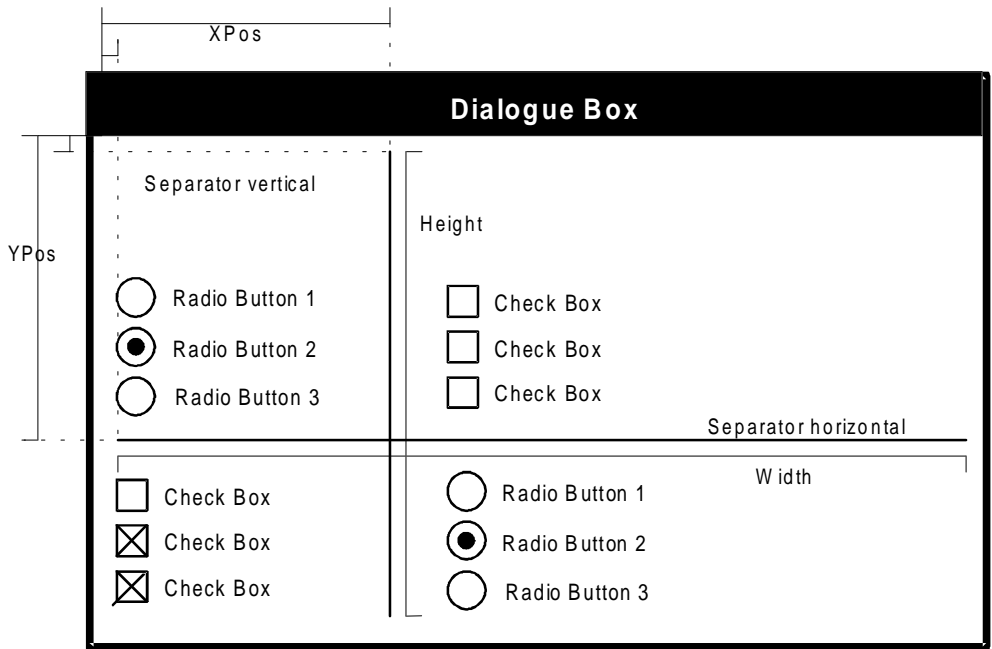 XPos
Dialogue Box
Separator vertical
Height
YPos
Radio Button 1
Radio Button 2
Radio Button 3
Check Box
Check Box
Check Box
Separator horizontal
Width
Check Box
Check Box
Check Box
Radio Button 1
Radio Button 2
Radio Button 3